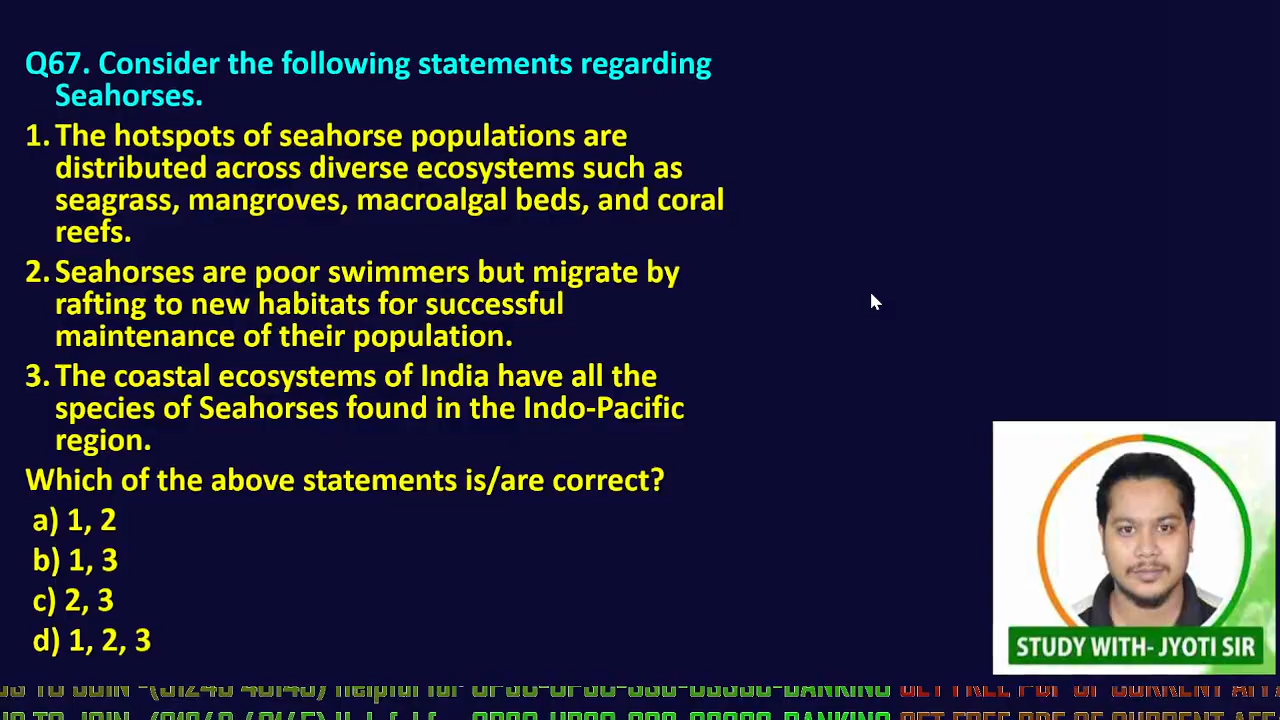 Q67. Consider the following statements regarding
Seahorses.
1. The hotspots of seahorse populations are
distributed across diverse ecosystems such as
seagrass, mangroves, macroalgal beds, and coral
reefs.
2. Seahorses are poor swimmers but migrate by
rafting to new habitats for successful
maintenance of their population.
3. The coastal ecosystems of India have all the
species of Seahorses found in the Indo-Pacific
region.
Which of the above statements is/are correct?
a) 1, 2
b) 1, 3
c) 2, 3
d) 1, 2, 3
STUDY WITH- JYOTI SIR